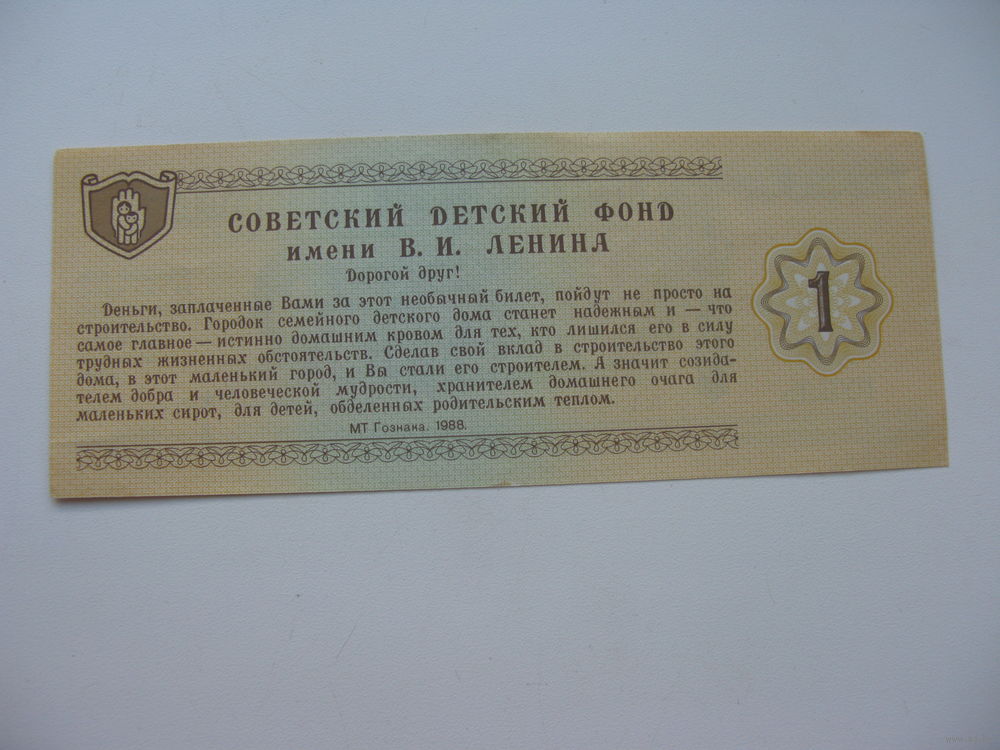 СОВЕТСКИЙ ДЕТСКИЙ ФОНД
имени В. И. ЛЕНИНА
Дорогой друг!
Деньги, заплаченные Вами за этот необычный билет, пойдут не просто на
строительство. Городок семейного детского дома станет надежным и — что
самое главное — истинно домашним кровом для тех, кто лишился его в силу
трудных жизненных обстоятельств. Сделав свой вклад в строительство этого
дома, в этот маленький город, и Вы стали его строителем. А значит созида-
телем добра и человеческой мудрости, хранителем домашнего очага для
маленьких сирот, для детей, обделенных родительским теплом.
МТ Гознака. 1988.
1